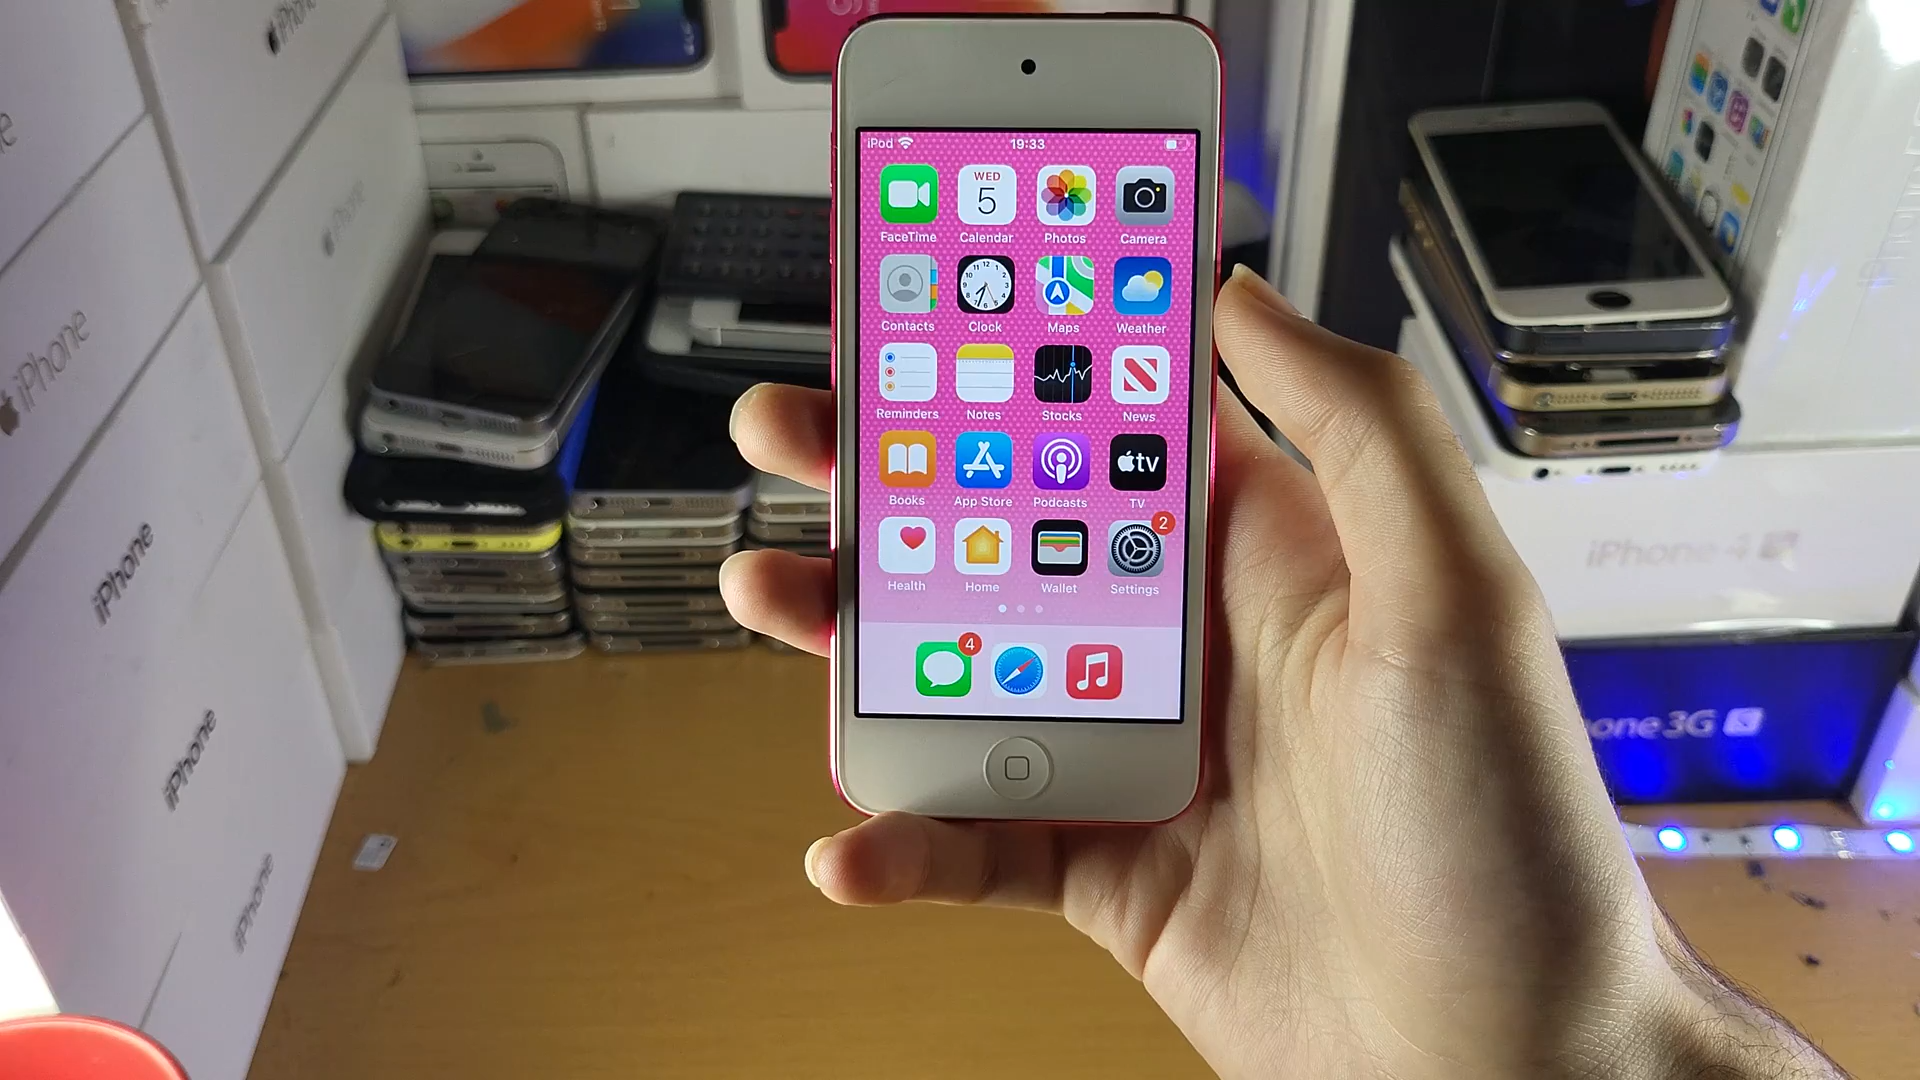 iPhone
iPod
19:33
WED
5
FaceTime
Calendar
Photos
Camera
Contacts
Clock
Maps
Weather
Reminders
Notes
Stocks
News
tv
Books
App Store
Podcasts
TV
2
Health
Home
Wallet
Settings
4
iPhone
iPhone
iPhone
iPhone
iPhone
iPhone 4 S
one 3G S